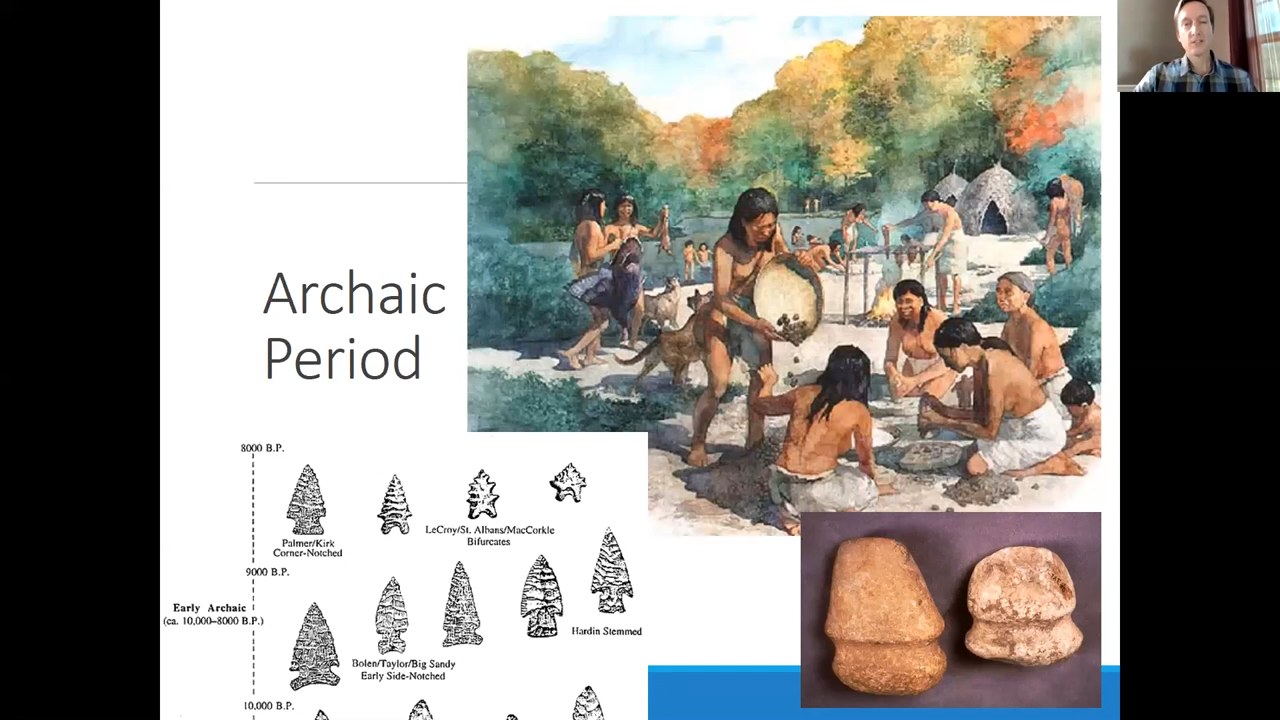 Archaic
Period
8000 B.P.
Palmer/Kirk
Corner-Notched
LeCroy/St. Albans/MacCorkle
Bifurcates
9000 B.P.
Early Archaic
(ca. 10,000–8000 B.P.)
Hardin Stemmed
Bolen/Taylor/Big Sandy
Early Side-Notched
10,000 B.P.